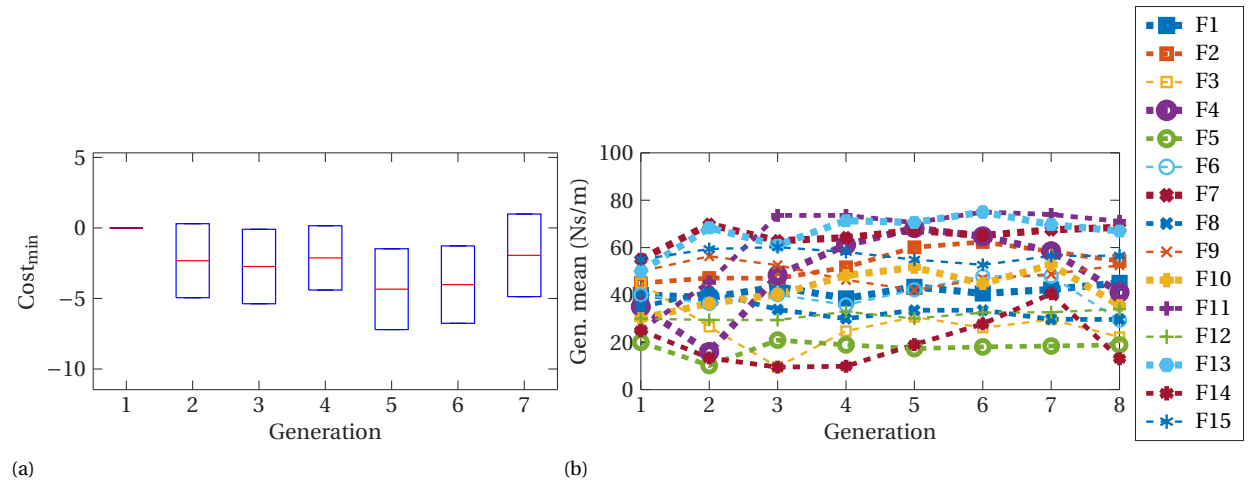 5
0
−5
−10
Cost_min
1 2 3 4 5 6 7
Generation
(a)
100
80
60
40
20
0
Gen. mean (Ns/m)
1 2 3 4 5 6 7 8
Generation
(b)
F1
F2
F3
F4
F5
F6
F7
F8
F9
F10
F11
F12
F13
F14
F15